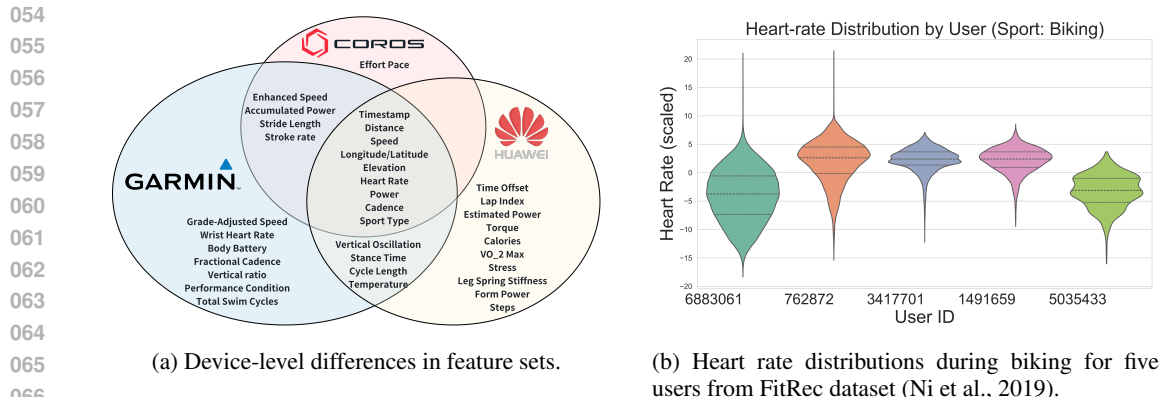 054
055
056
057
058
059
060
061
062
063
064
065
066
COROS
Effort Pace
Enhanced Speed
Accumulated Power
Stride Length
Stroke rate
Timestamp
Distance
Speed
Longitude/Latitude
Elevation
Heart Rate
Power
Cadence
Sport Type
HUAWEI
GARMIN
Grade-Adjusted Speed
Wrist Heart Rate
Body Battery
Fractional Cadence
Vertical ratio
Performance Condition
Total Swim Cycles
Vertical Oscillation
Stance Time
Cycle Length
Temperature
Time Offset
Lap Index
Estimated Power
Torque
Calories
VO_2 Max
Stress
Leg Spring Stiffness
Form Power
Steps
(a) Device-level differences in feature sets.
Heart-rate Distribution by User (Sport: Biking)
Heart Rate (scaled)
20
15
10
5
0
−5
−10
−15
−20
6883061 762872 3417701 1491659 5035433
User ID
(b) Heart rate distributions during biking for five
users from FitRec dataset (Ni et al., 2019).